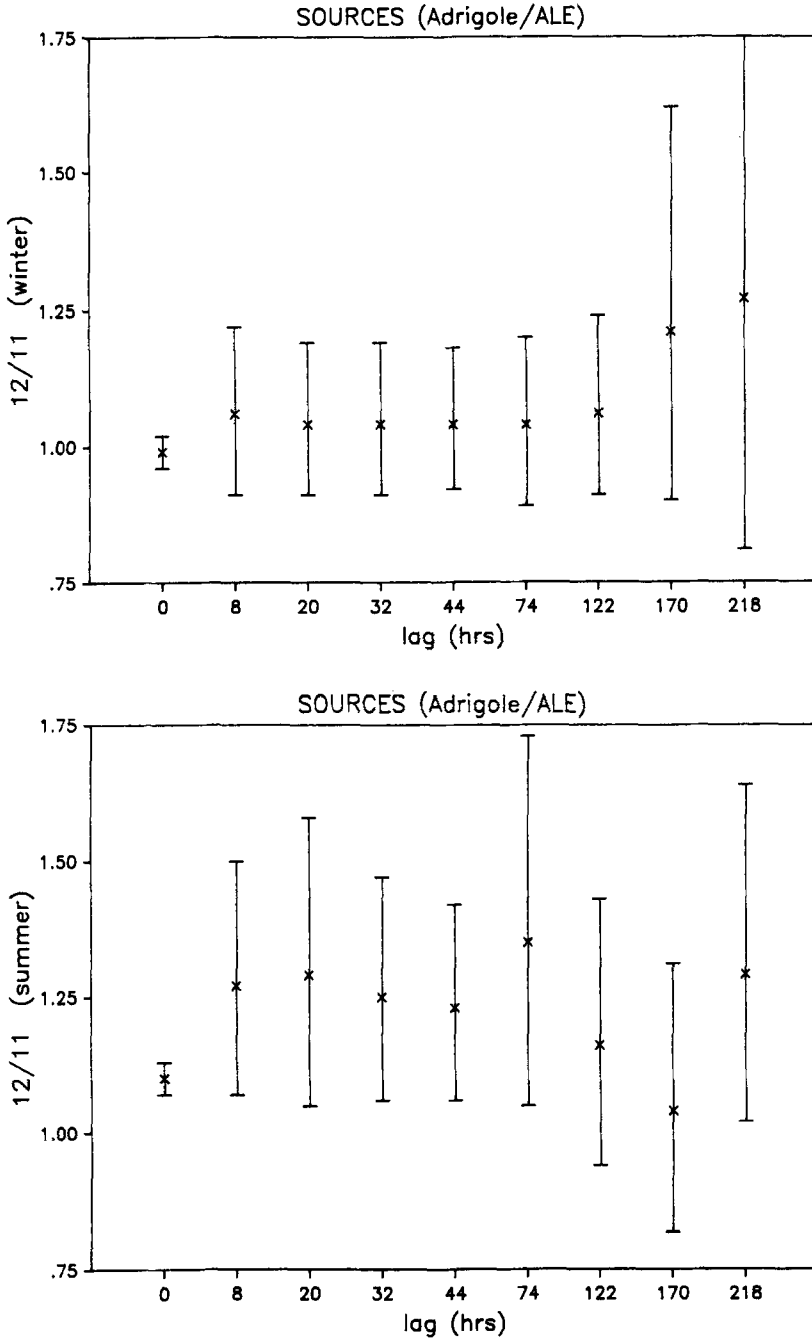 SOURCES (Adrigole/ALE)
1.75
1.50
1.25
1.00
.75
12/11 (winter)
0 8 20 32 44 74 122 170 218
lag (hrs)
SOURCES (Adrigole/ALE)
1.75
1.50
1.25
1.00
.75
12/11 (summer)
0 8 20 32 44 74 122 170 218
lag (hrs)